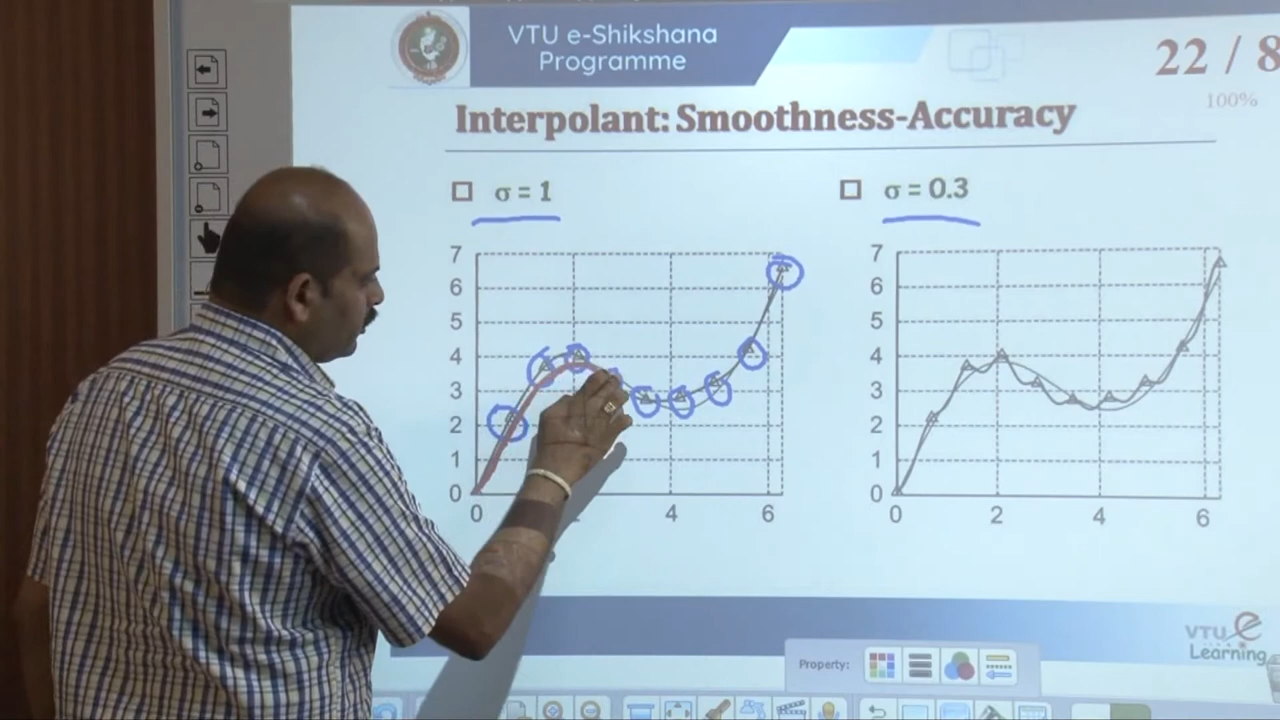 VTU e-Shikshana
Programme
22 / 8
100%
Interpolant: Smoothness-Accuracy
σ = 1
σ = 0.3
7
6
5
4
3
2
1
0
0
4
6
7
6
5
4
3
2
1
0
0
2
4
6
VTU e
Learning
Property: